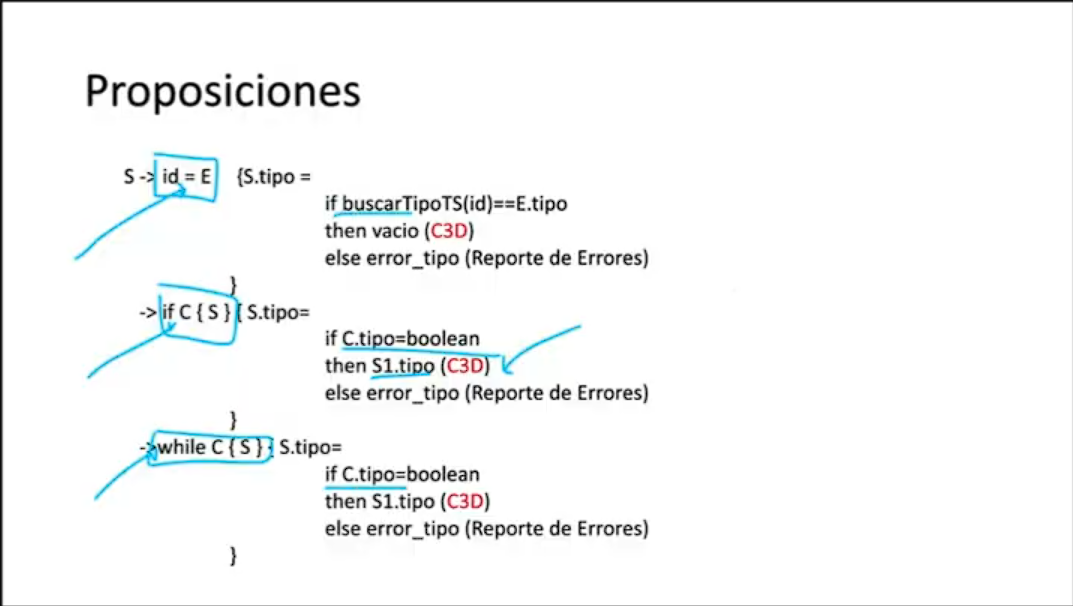 Proposiciones
S -> id = E {S.tipo =
if buscarTipoTS(id)==E.tipo
then vacio (C3D)
else error_tipo (Reporte de Errores)
}
-> if C { S } { S.tipo=
if C.tipo=boolean
then S1.tipo (C3D)
else error_tipo (Reporte de Errores)
}
-> while C { S } { S.tipo=
if C.tipo=boolean
then S1.tipo (C3D)
else error_tipo (Reporte de Errores)
}